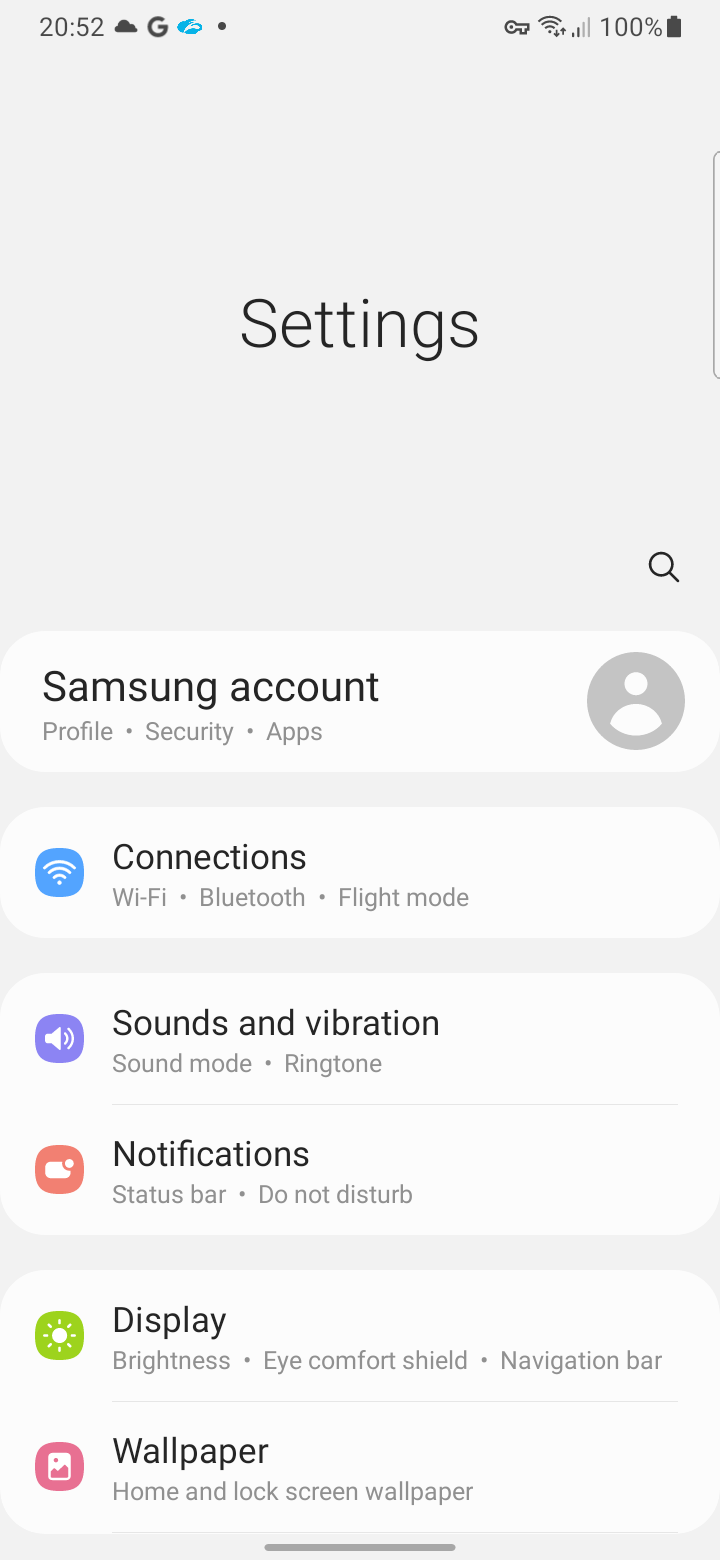 20:52 G 100%
Settings
Samsung account
Profile • Security • Apps
Connections
Wi-Fi • Bluetooth • Flight mode
Sounds and vibration
Sound mode • Ringtone
Notifications
Status bar • Do not disturb
Display
Brightness • Eye comfort shield • Navigation bar
Wallpaper
Home and lock screen wallpaper